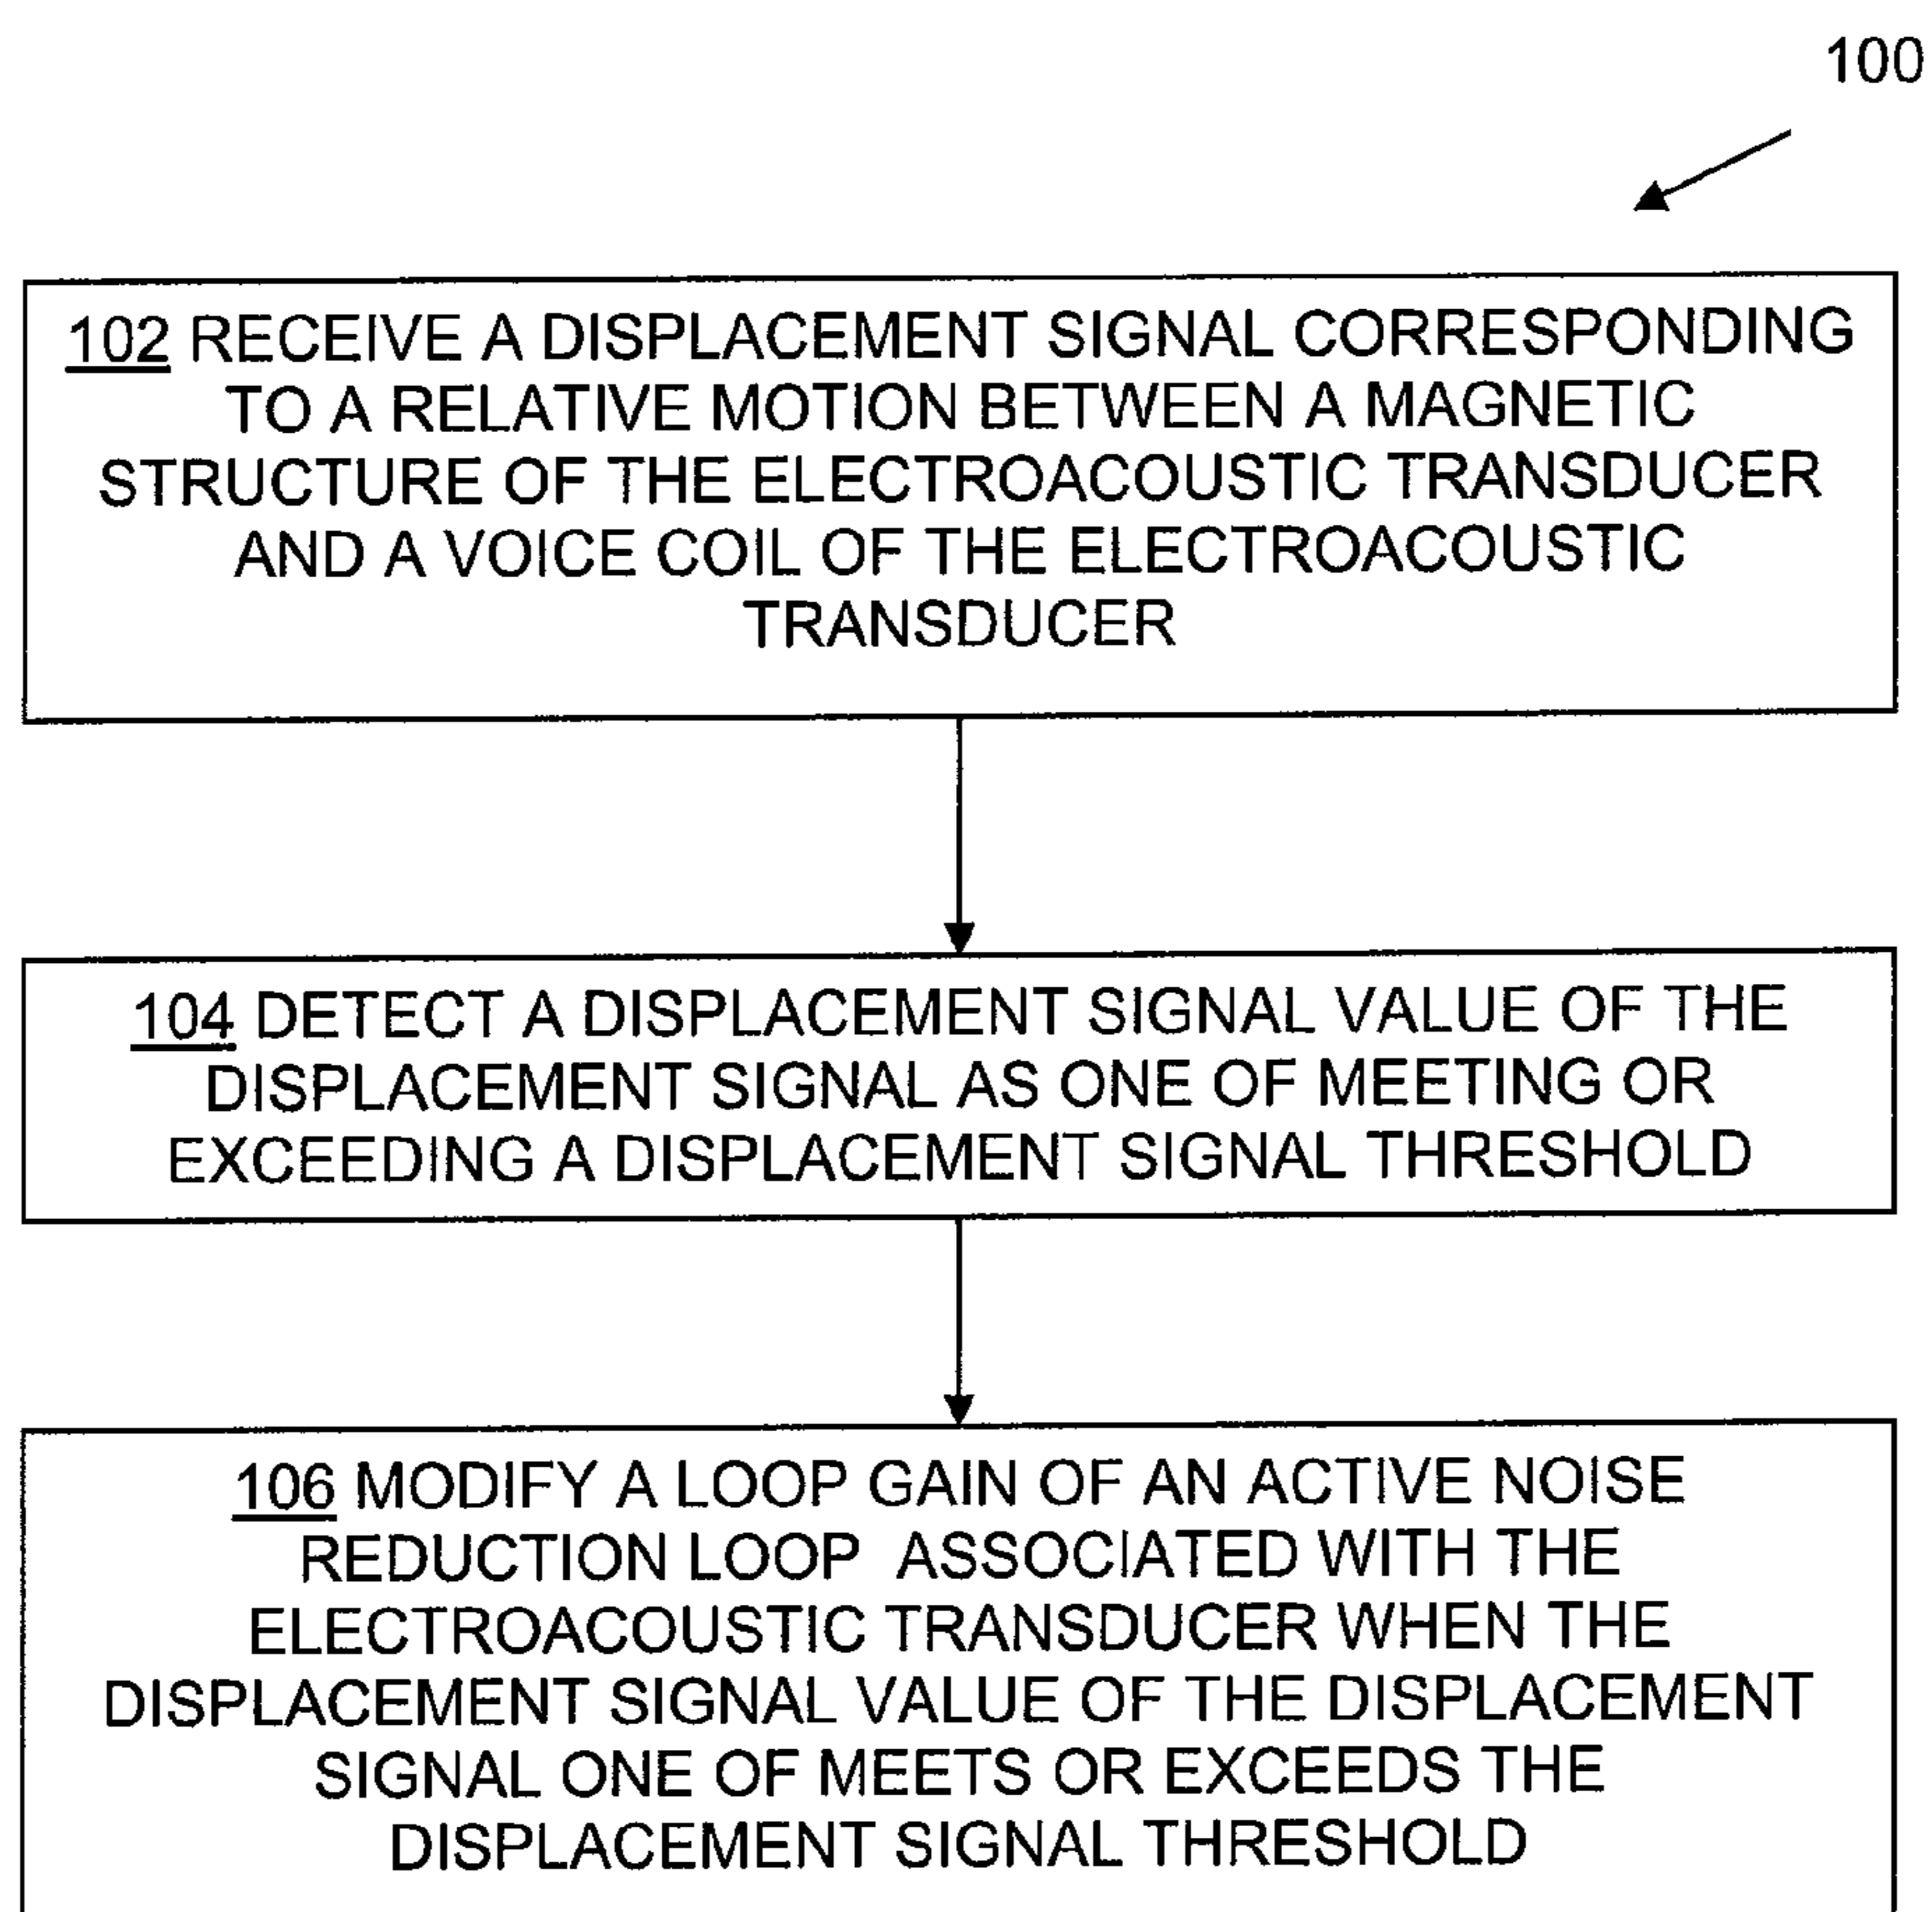 100
102 RECEIVE A DISPLACEMENT SIGNAL CORRESPONDING
TO A RELATIVE MOTION BETWEEN A MAGNETIC
STRUCTURE OF THE ELECTROACOUSTIC TRANSDUCER
AND A VOICE COIL OF THE ELECTROACOUSTIC
TRANSDUCER
104 DETECT A DISPLACEMENT SIGNAL VALUE OF THE
DISPLACEMENT SIGNAL AS ONE OF MEETING OR
EXCEEDING A DISPLACEMENT SIGNAL THRESHOLD
106 MODIFY A LOOP GAIN OF AN ACTIVE NOISE
REDUCTION LOOP ASSOCIATED WITH THE
ELECTROACOUSTIC TRANSDUCER WHEN THE
DISPLACEMENT SIGNAL VALUE OF THE DISPLACEMENT
SIGNAL ONE OF MEETS OR EXCEEDS THE
DISPLACEMENT SIGNAL THRESHOLD